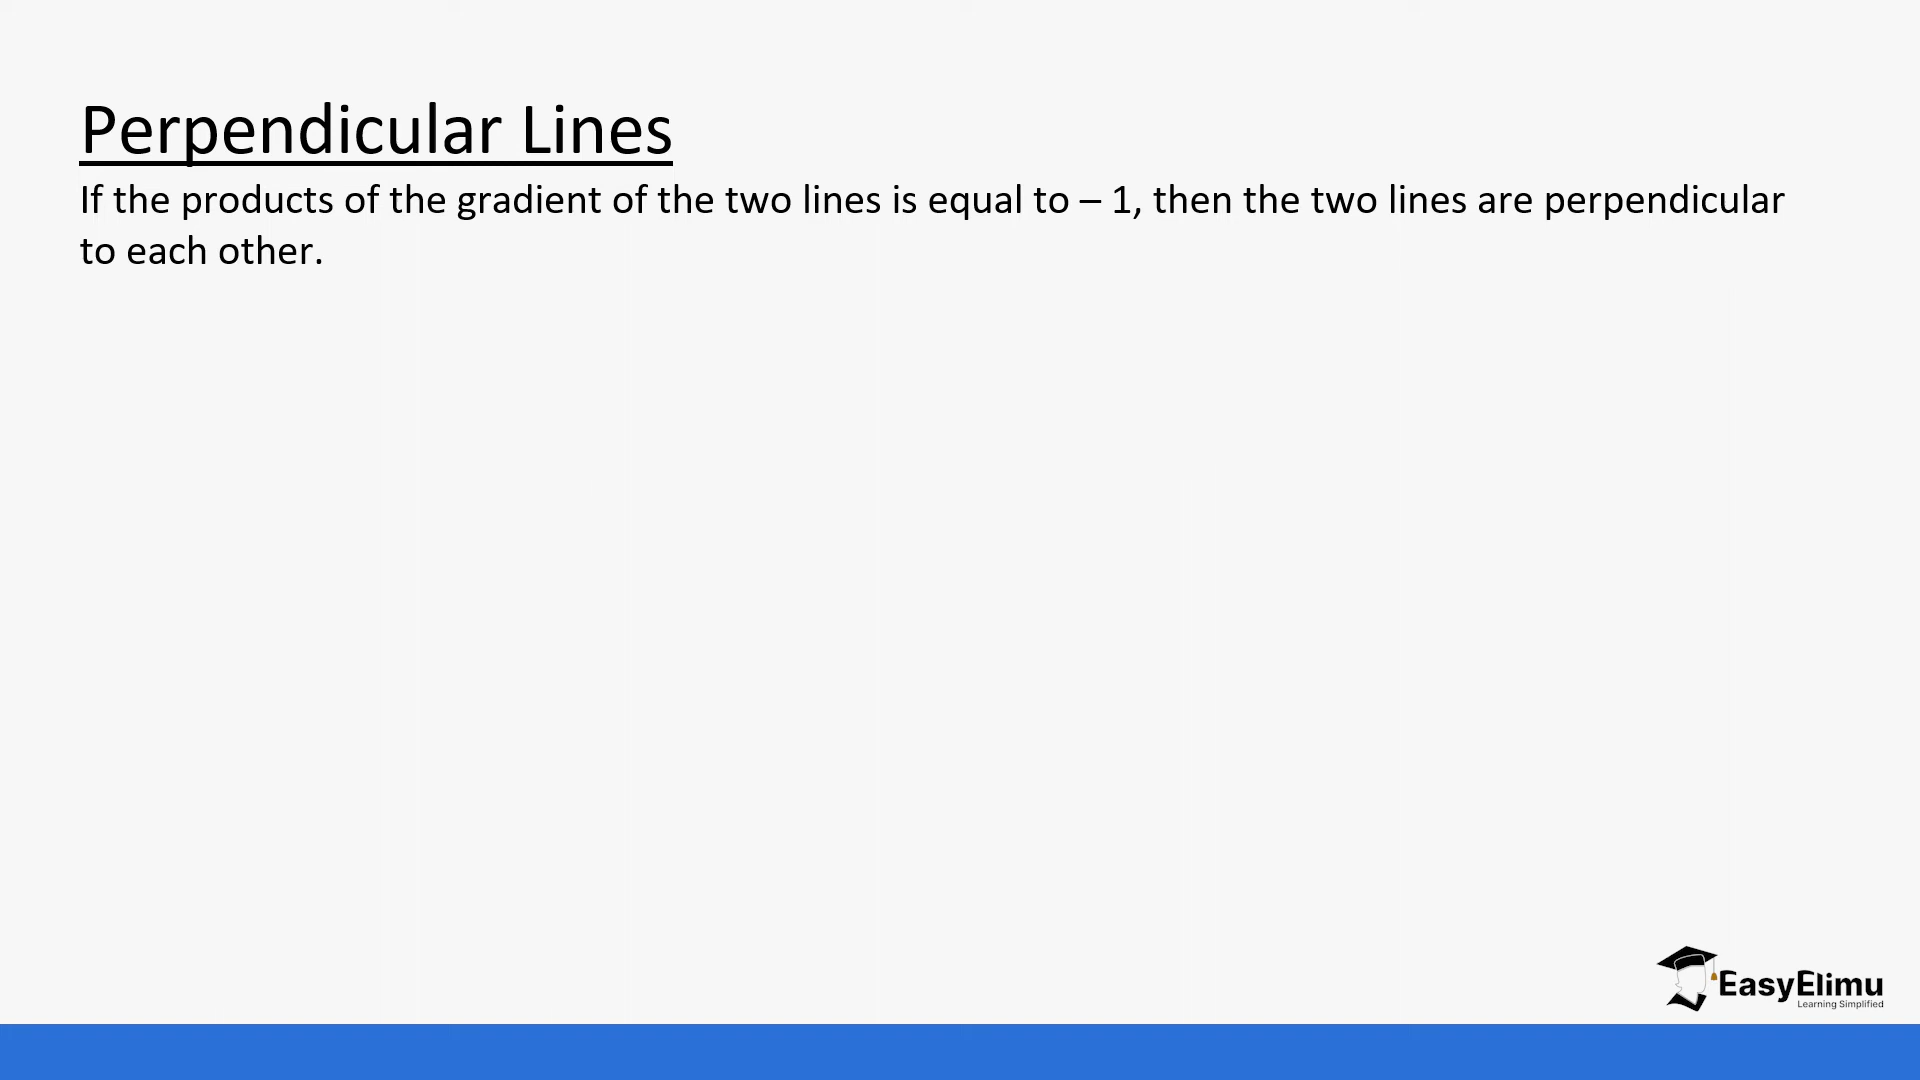 Perpendicular Lines
If the products of the gradient of the two lines is equal to – 1, then the two lines are perpendicular
to each other.
EasyElimu
Learning Simplified